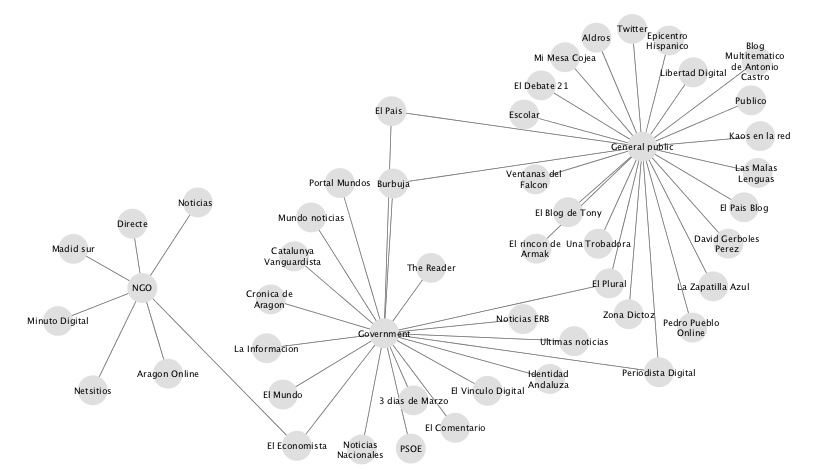 Twitter
Aldros
Epicentro
Hispanico
Blog
Multitematico
de Antonio
Castro
Mi Mesa Cojea
Libertad Digital
El Debate 21
Publico
El Pais
Escolar
Kaos en la red
General public
Las Malas
Lenguas
Ventanas del
Falcon
Portal Mundos
Burbuja
Noticias
El Pais Blog
El Blog de Tony
Mundo noticias
Directe
David Gerboles
Perez
Una Trobadora
El rincon de
Armak
Madid sur
Catalunya
Vanguardista
The Reader
El Plural
La Zapatilla Azul
NGO
Cronica de
Aragon
Zona Dictoz
Noticias ERB
Minuto Digital
Pedro Pueblo
Online
Government
Ultimas noticias
La Informacion
Periodista Digital
Aragon Online
Identidad
Andaluza
Netsitios
El Vinculo Digital
El Mundo
3 dias de Marzo
El Comentario
El Economista
Noticias
Nacionales
PSOE